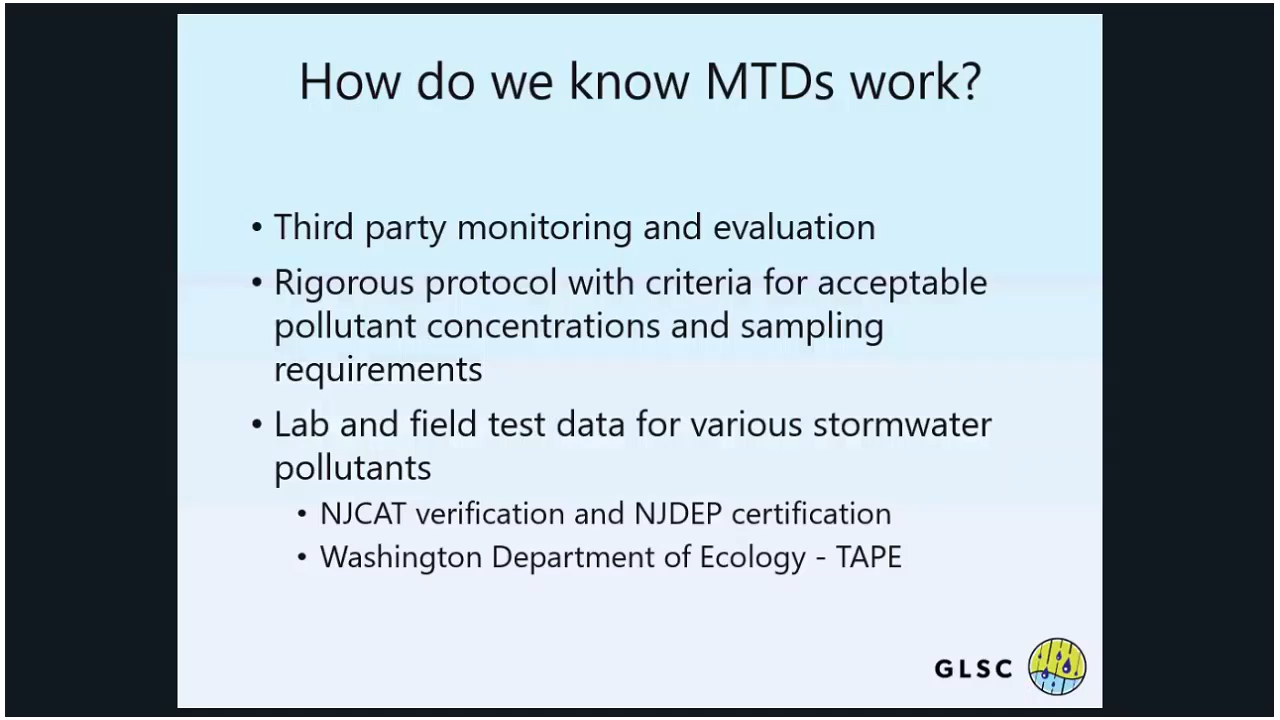 How do we know MTDs work?
• Third party monitoring and evaluation
• Rigorous protocol with criteria for acceptable
pollutant concentrations and sampling
requirements
• Lab and field test data for various stormwater
pollutants
• NJCAT verification and NJDEP certification
• Washington Department of Ecology - TAPE
GLSC